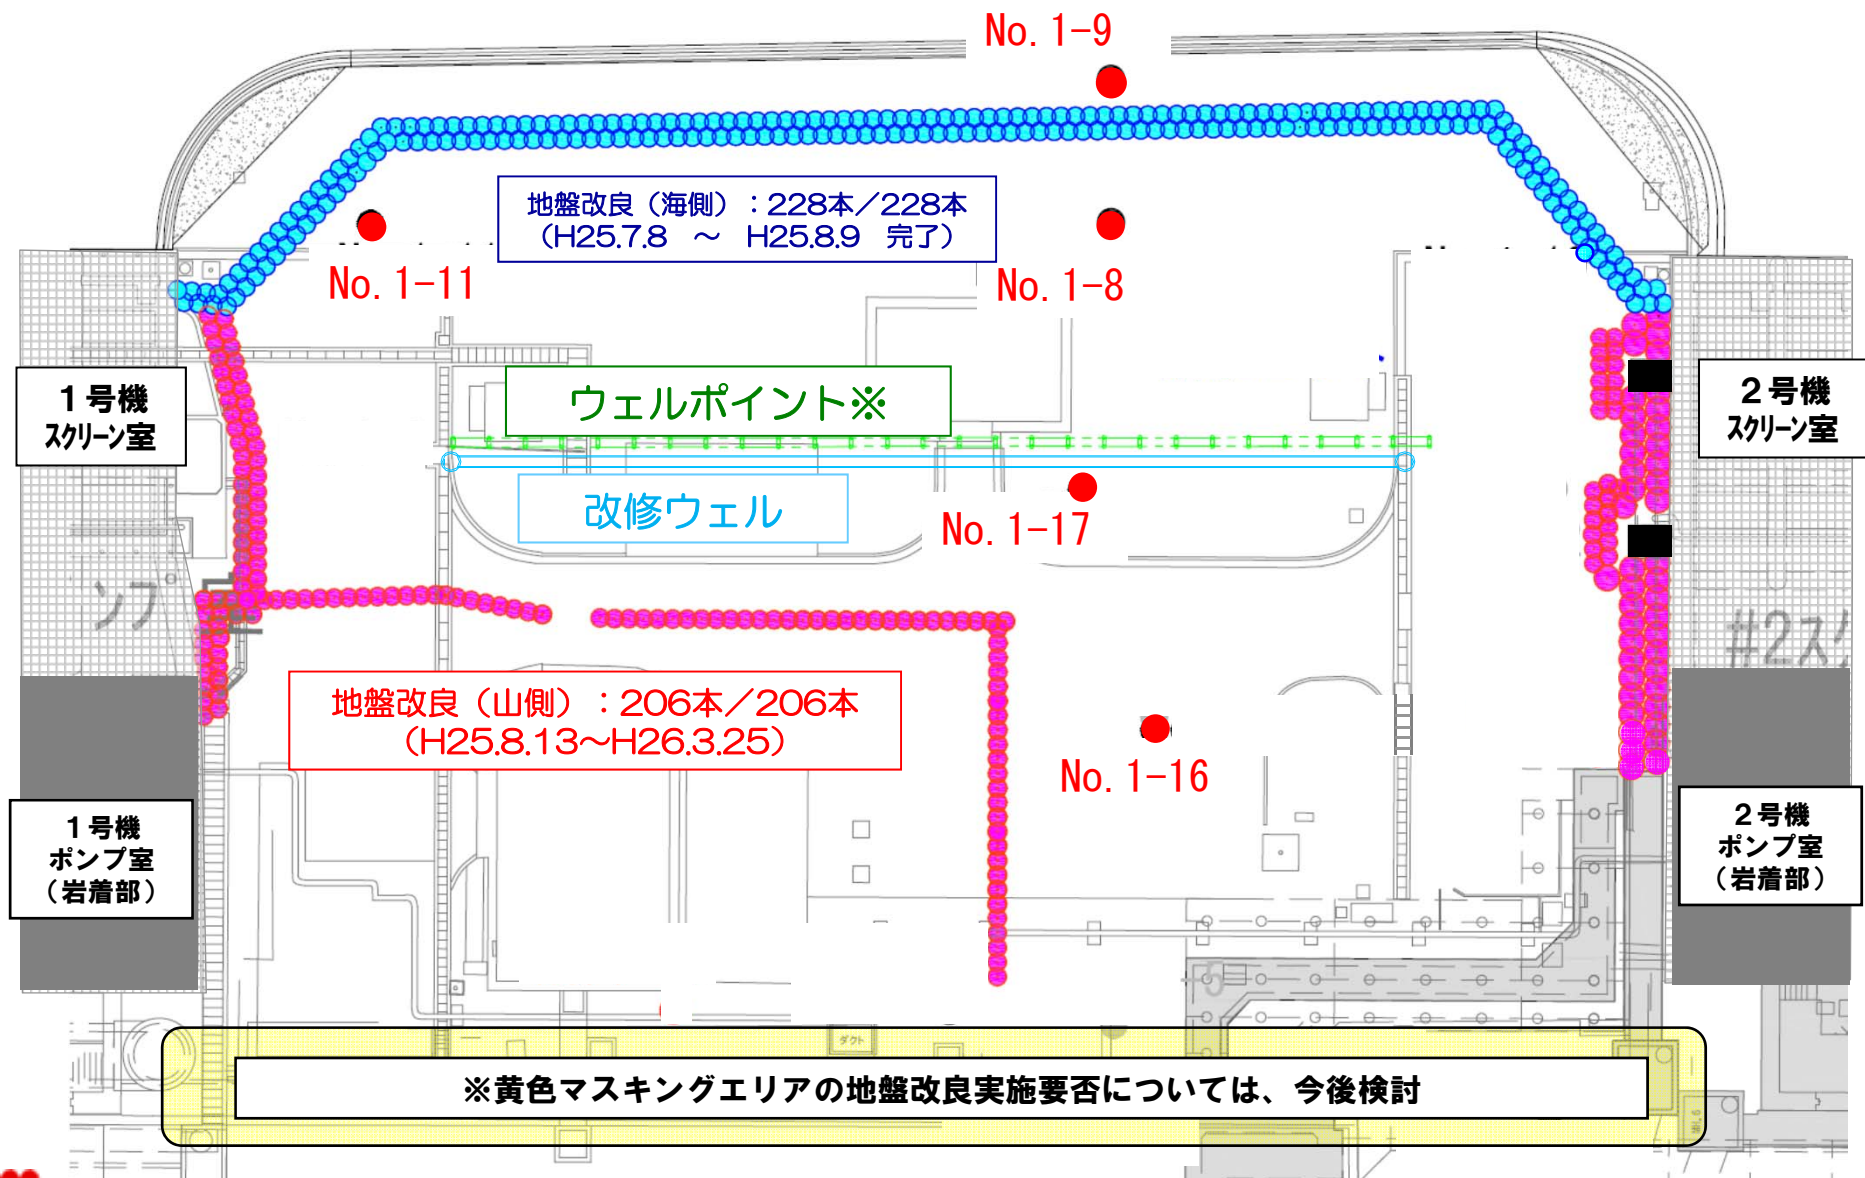 No. 1-9
地盤改良（海側）：228本／228本
（H25.7.8　～　H25.8.9　完了）
No. 1-11
No. 1-8
1号機
スクリーン室
ウェルポイント※
2号機
スクリーン室
改修ウェル
No. 1-17
ンプ
#2ス
地盤改良（山側）：206本／206本
（H25.8.13～H26.3.25）
No. 1-16
1号機
ポンプ室
（岩着部）
2号機
ポンプ室
（岩着部）
ダクト
※黄色マスキングエリアの地盤改良実施要否については、今後検討